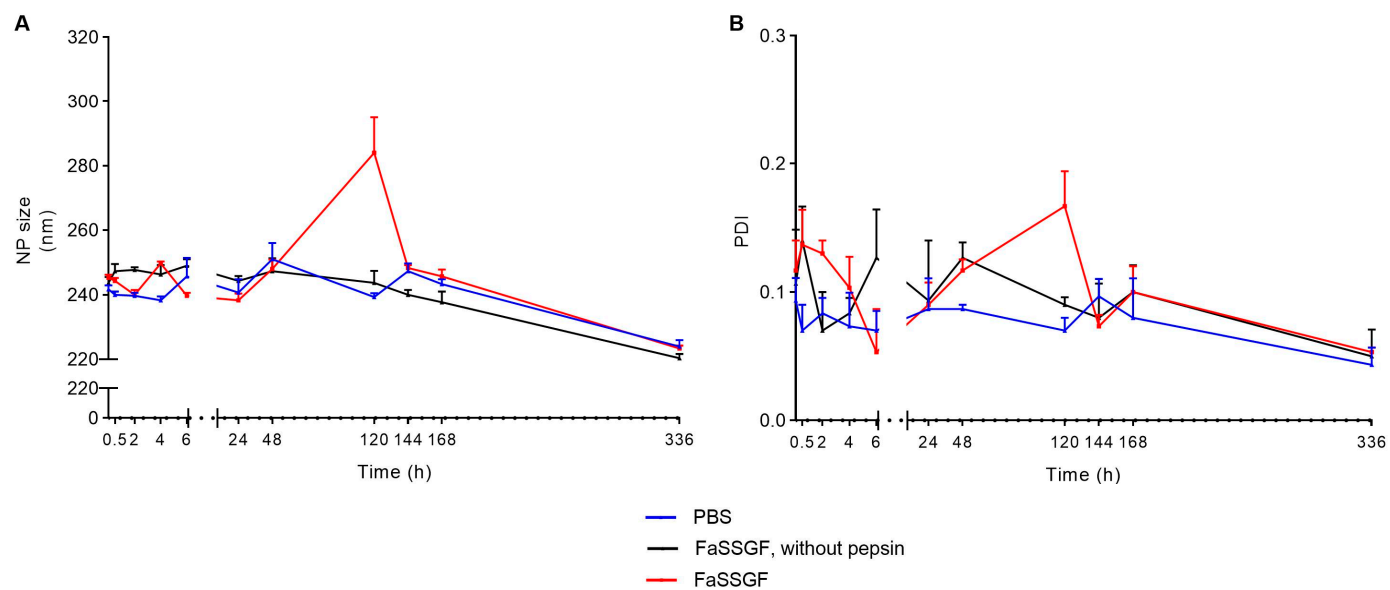 A
320
300
280
260
240
220
220
0
NP size
(nm)
0.5 2 4 6 24 48 120 144 168 336
Time (h)
B
0.3
0.2
0.1
0.0
PDI
0.5 2 4 6 24 48 120 144 168 336
Time (h)
PBS
FaSSGF, without pepsin
FaSSGF